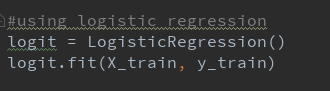 #using logistic regression
logit = LogisticRegression()
logit.fit(X_train, y_train)